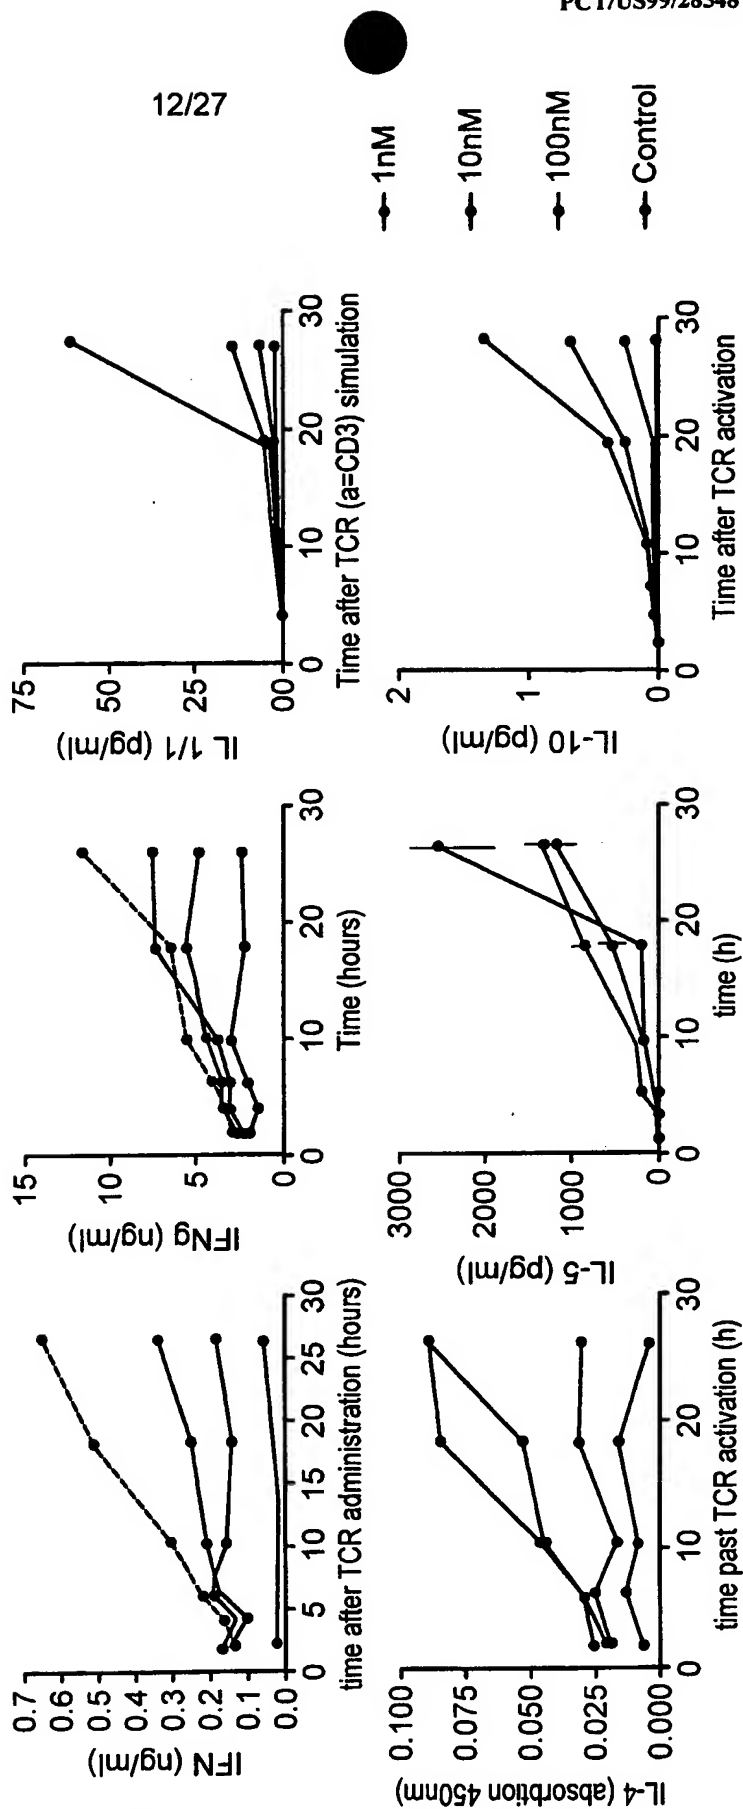 PCT/US99/28348
12/27
IFN (ng/ml)
0.7
0.6
0.5
0.4
0.3
0.2
0.1
0.0
0 5 10 15 20 25 30
time after TCR administration (hours)
IFNg (ng/ml)
15
10
5
0
0 10 20 30
Time (hours)
IL 1/1 (pg/ml)
75
50
25
00
0 10 20 30
Time after TCR (a=CD3) simulation
IL-4 (absorbtion 450nm)
0.100
0.075
0.050
0.025
0.000
0 10 20 30
time past TCR activation (h)
IL-5 (pg/ml)
3000
2000
1000
0
0 10 20 30
time (h)
IL-10 (pg/ml)
2
1
0
0 10 20 30
Time after TCR activation
1nM
10nM
100nM
Control